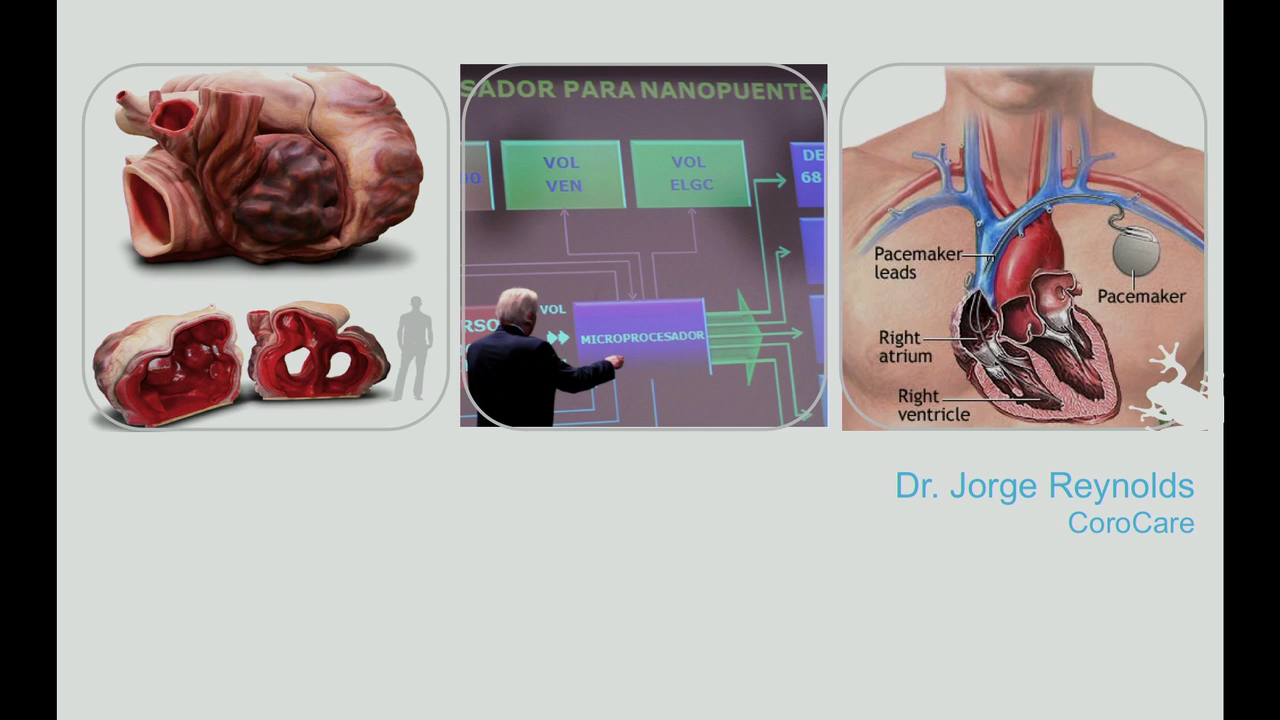 SADOR PARA NANOPUENTE
VOL
VEN
VOL
ELGC
DE
68
VOL
MICROPROCESADOR
Pacemaker
leads
Pacemaker
Right
atrium
Right
ventricle
Dr. Jorge Reynolds
CoroCare